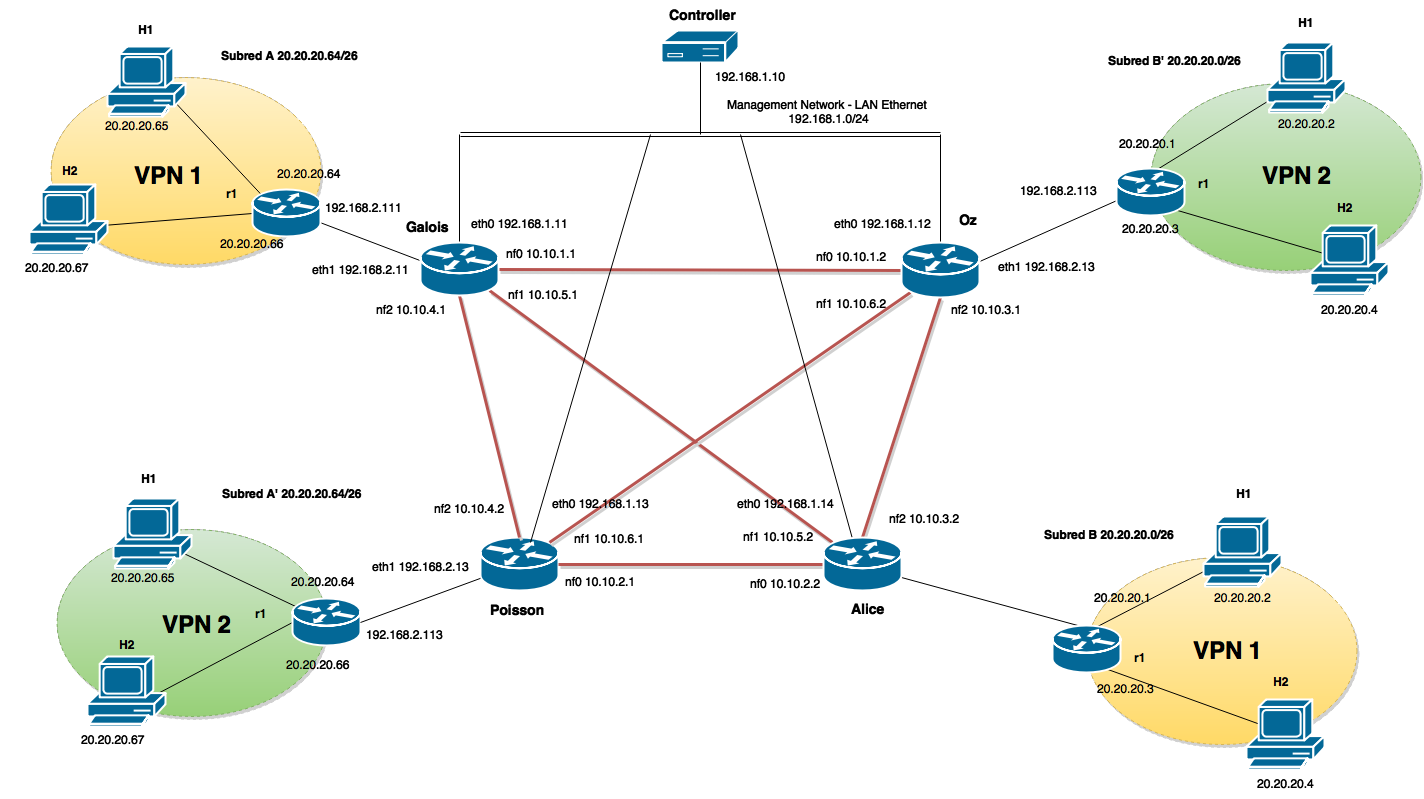 Controller
192.168.1.10
Management Network - LAN Ethernet
192.168.1.0/24
H1
Subred A 20.20.20.64/26
20.20.20.65
VPN 1
H2
20.20.20.64
r1
192.168.2.111
20.20.20.66
20.20.20.67
H1
Subred B' 20.20.20.0/26
20.20.20.2
20.20.20.1
VPN 2
192.168.2.113
r1
H2
20.20.20.3
20.20.20.4
Galois
eth0 192.168.1.11
nf0 10.10.1.1
eth1 192.168.2.11
nf1 10.10.5.1
nf2 10.10.4.1
eth0 192.168.1.12
Oz
nf0 10.10.1.2
eth1 192.168.2.13
nf1 10.10.6.2
nf2 10.10.3.1
H1
Subred A' 20.20.20.64/26
20.20.20.65
20.20.20.64
VPN 2
r1
192.168.2.113
H2
20.20.20.66
20.20.20.67
nf2 10.10.4.2
eth0 192.168.1.13
nf1 10.10.6.1
eth1 192.168.2.13
nf0 10.10.2.1
Poisson
eth0 192.168.1.14
nf2 10.10.3.2
nf1 10.10.5.2
nf0 10.10.2.2
Alice
H1
Subred B 20.20.20.0/26
20.20.20.1
20.20.20.2
VPN 1
r1
H2
20.20.20.3
20.20.20.4